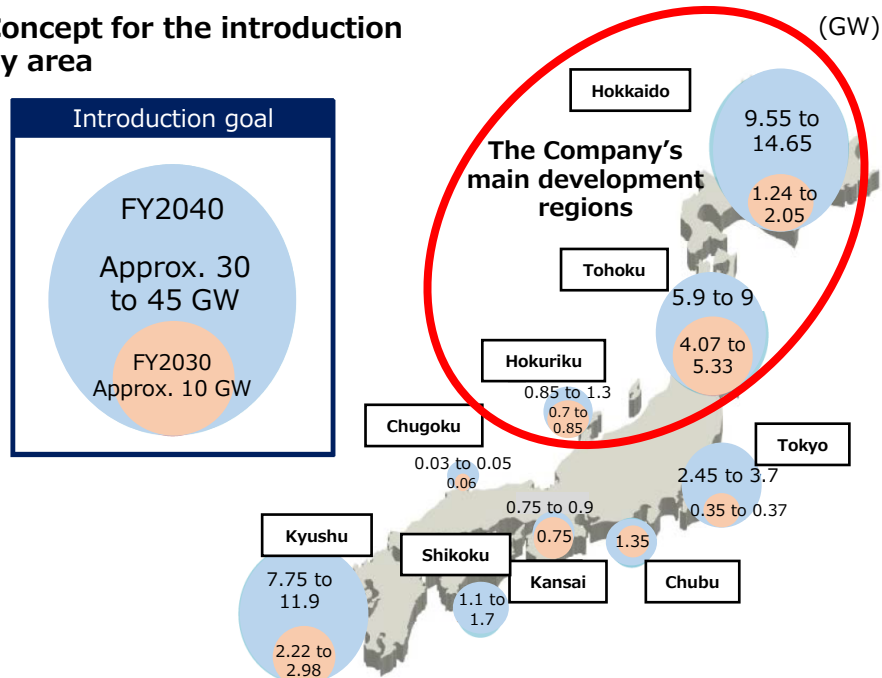 oncept for the introduction
y area
(GW)
Introduction goal
FY2040
Approx. 30
to 45 GW
FY2030
Approx. 10 GW
The Company's
main development
regions
Hokkaido
9.55 to
14.65
1.24 to
2.05
Tohoku
5.9 to 9
4.07 to
5.33
Hokuriku
0.85 to 1.3
0.7 to
0.85
Chugoku
0.03 to 0.05
0.06
Tokyo
2.45 to 3.7
0.35 to 0.37
0.75 to 0.9
0.75
Kansai
1.35
Chubu
Shikoku
1.1 to
1.7
Kyushu
7.75 to
11.9
2.22 to
2.98